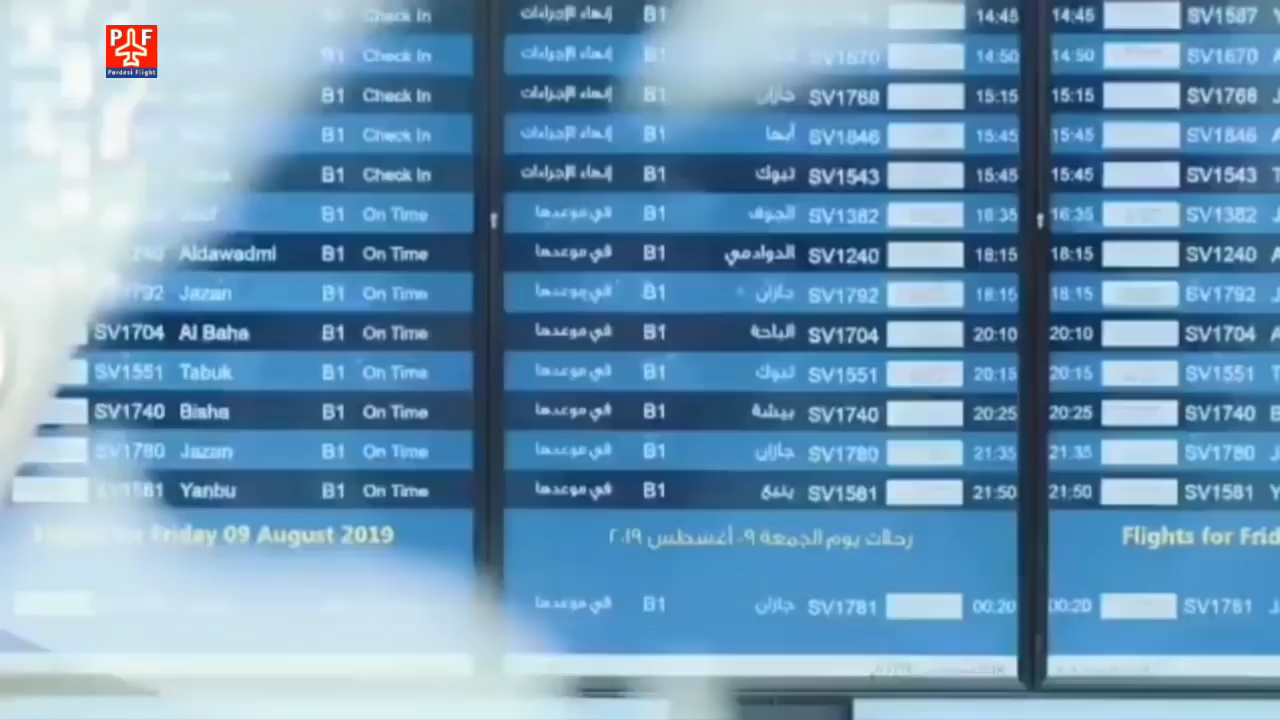 PF
Pardesi Flight
Check In إنهاء الإجراءات B1 14:45 14:45 SV1587
Check In إنهاء الإجراءات B1 SV1670 14:50 14:50 SV1670
B1 Check In إنهاء الإجراءات B1 جازان SV1768 15:15 15:15 SV1768
B1 Check In إنهاء الإجراءات B1 أبها SV1846 15:45 15:45 SV1846
B1 Check In إنهاء الإجراءات B1 تبوك SV1543 15:45 15:45 SV1543
B1 On Time في موعدها B1 الجوف SV1382 16:35 16:35 SV1382
Aldawadmi B1 On Time في موعدها B1 الدوادمي SV1240 18:15 18:15 SV1240
Jazan B1 On Time في موعدها B1 جازان SV1792 18:15 18:15 SV1792
SV1704 Al Baha B1 On Time في موعدها B1 الباحة SV1704 20:10 20:10 SV1704
SV1551 Tabuk B1 On Time في موعدها B1 تبوك SV1551 20:15 20:15 SV1551
SV1740 Bisha B1 On Time في موعدها B1 بيشة SV1740 20:25 20:25 SV1740
SV1780 Jazan B1 On Time في موعدها B1 جازان SV1780 21:35 21:35 SV1780
SV1581 Yanbu B1 On Time في موعدها B1 ينبع SV1581 21:50 21:50 SV1581
Friday 09 August 2019 رحلات يوم الجمعة ٠٩ أغسطس ٢٠١٩ Flights for
في موعدها B1 جازان SV1781 00:20 00:20 SV1781